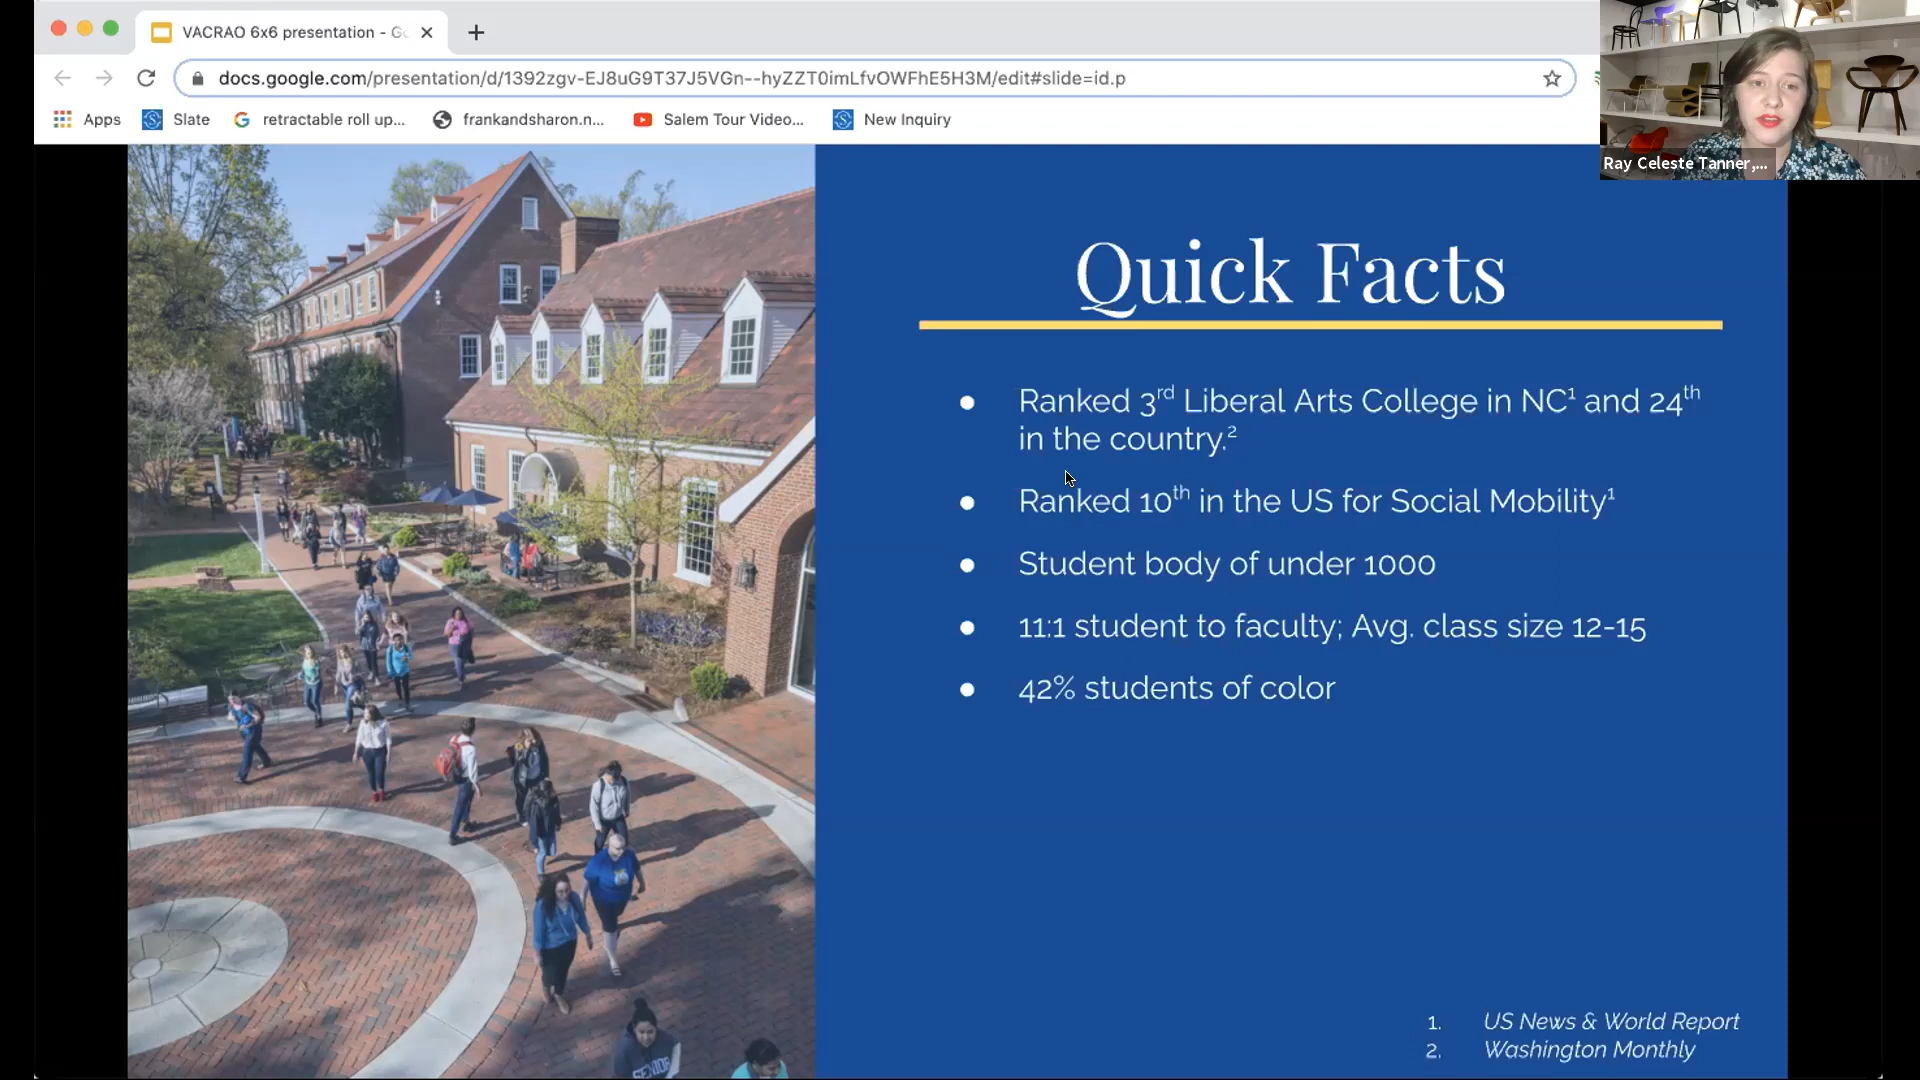 VACRAO 6x6 presentation - Go
docs.google.com/presentation/d/1392zgv-EJ8uG9T37J5VGn--hyZZT0imLfvOWFhE5H3M/edit#slide=id.p
Apps
Slate
retractable roll up...
frankandsharon.n...
Salem Tour Video...
New Inquiry
Ray Celeste Tanner,...
Quick Facts
● Ranked 3rd Liberal Arts College in NC¹ and 24th
in the country.²
● Ranked 10th in the US for Social Mobility¹
● Student body of under 1000
● 11:1 student to faculty; Avg. class size 12-15
● 42% students of color
SENIOR
1. US News & World Report
2. Washington Monthly